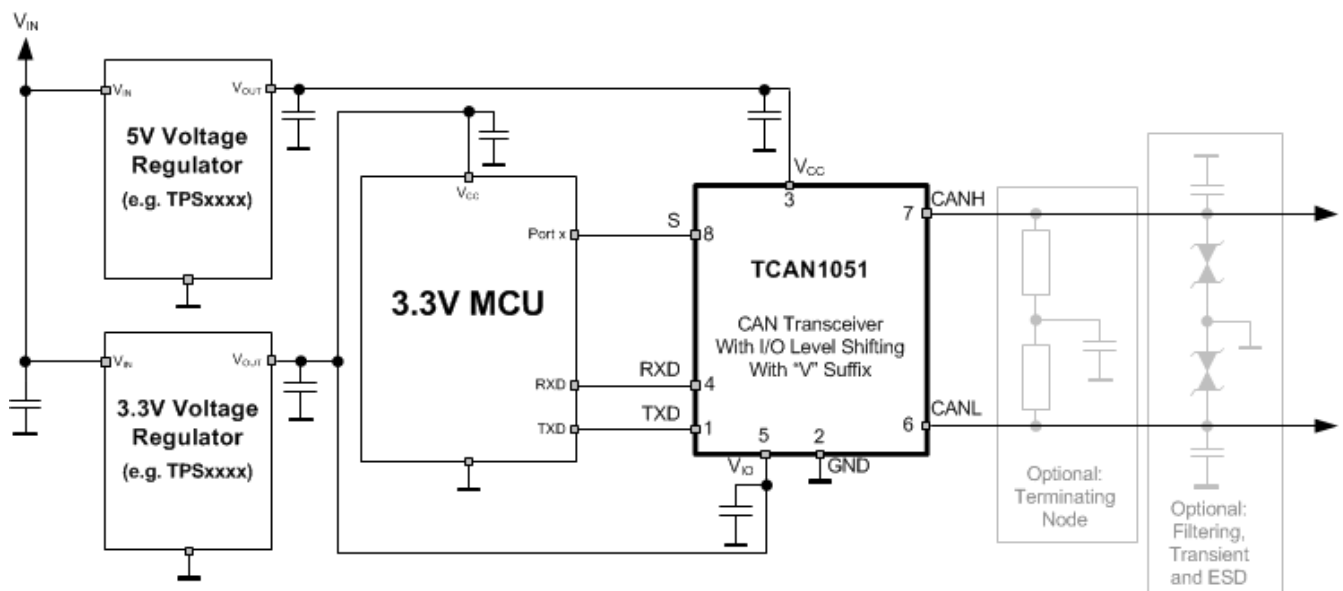 VIN
VIN
VOUT
5V Voltage
Regulator
(e.g. TPSxxxx)
VIN
VOUT
3.3V Voltage
Regulator
(e.g. TPSxxxx)
VCC
Port x
3.3V MCU
RXD
TXD
S
RXD
TXD
VCC
3
8
7
TCAN1051
CAN Transceiver
With I/O Level Shifting
With "V" Suffix
4
1
5
2
6
VIO
GND
CANH
CANL
Optional:
Terminating
Node
Optional:
Filtering,
Transient
and ESD